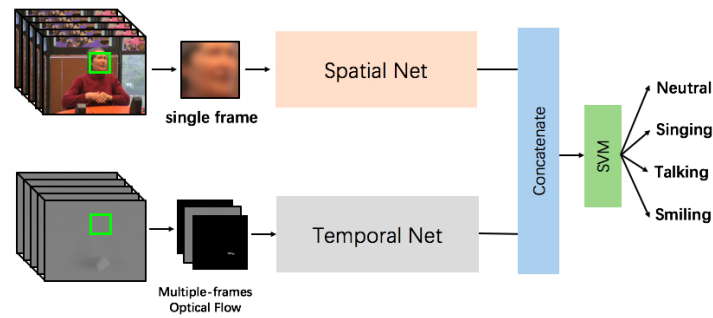 single frame
Spatial Net
Multiple-frames
Optical Flow
Temporal Net
Concatenate
SVM
Neutral
Singing
Talking
Smiling